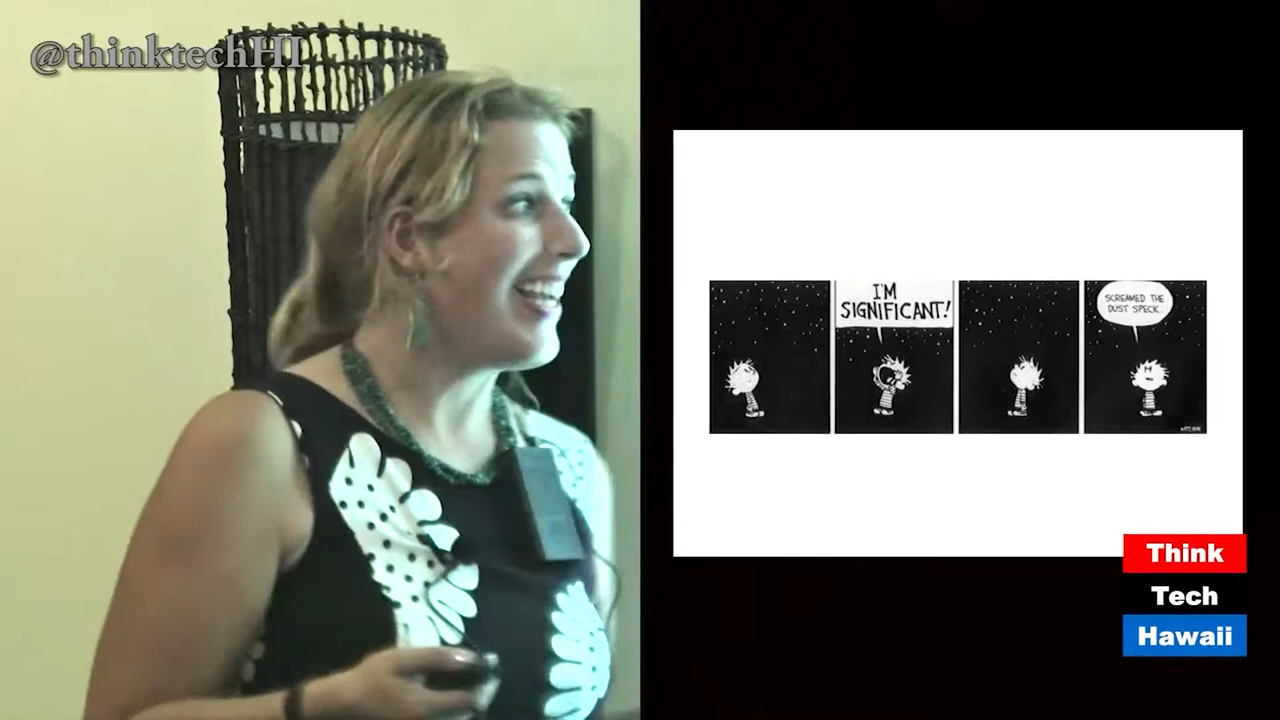 @thinktechHI
I'M
SIGNIFICANT!
SCREAMED THE
DUST SPECK.
Think
Tech
Hawaii